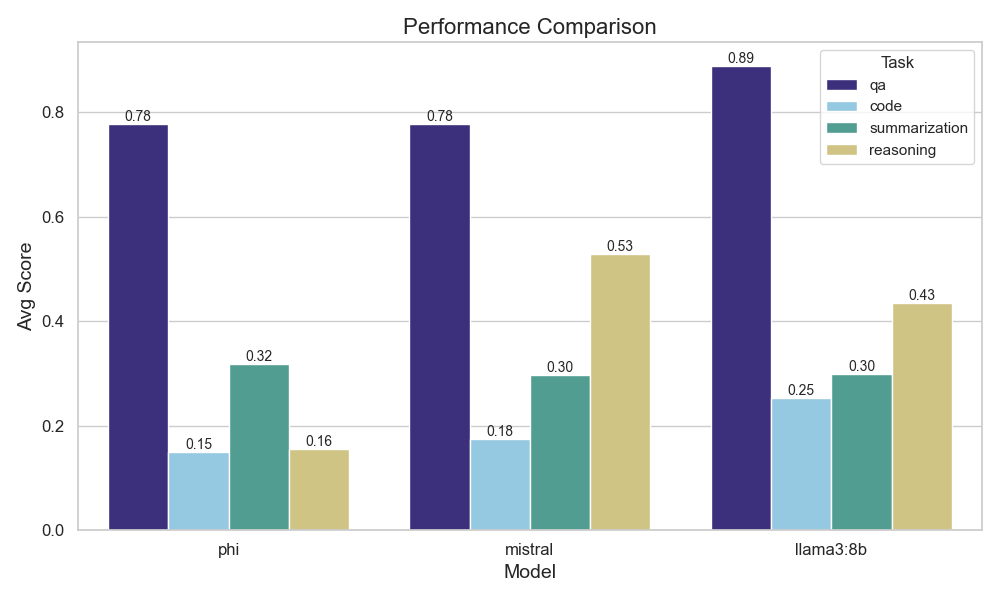 Performance Comparison
Avg Score
0.8
0.6
0.4
0.2
0.0
0.78
0.15
0.32
0.16
0.78
0.18
0.30
0.53
0.89
0.25
0.30
0.43
Task
qa
code
summarization
reasoning
phi
mistral
llama3:8b
Model